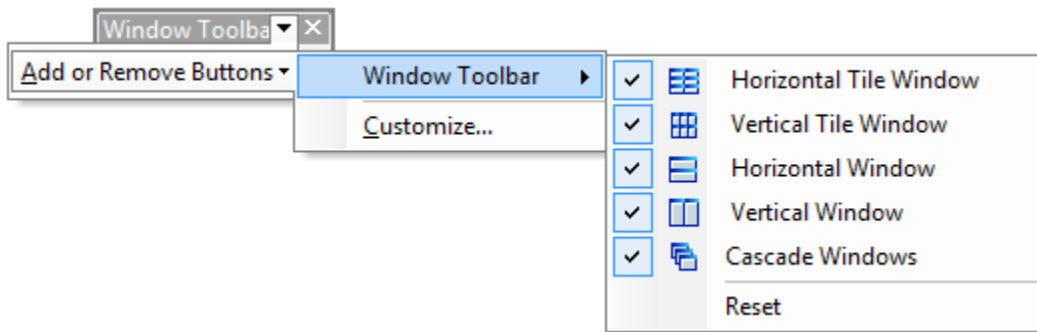 Window Toolba
Add or Remove Buttons
Window Toolbar
Customize...
Horizontal Tile Window
Vertical Tile Window
Horizontal Window
Vertical Window
Cascade Windows
Reset